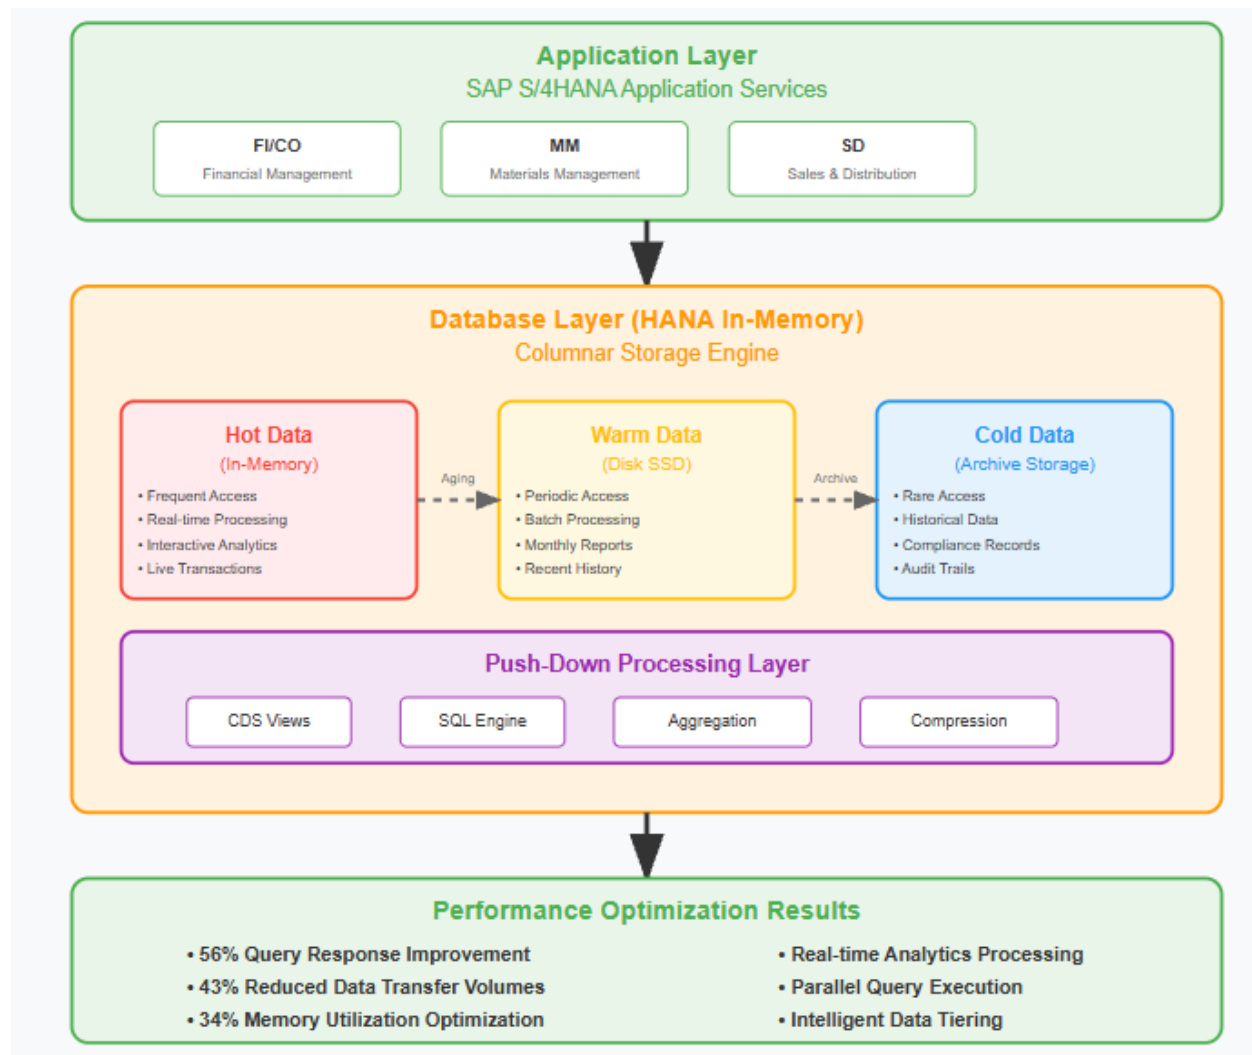 Application Layer
SAP S/4HANA Application Services
FI/CO
Financial Management
MM
Materials Management
SD
Sales & Distribution
Database Layer (HANA In-Memory)
Columnar Storage Engine
Hot Data
(In-Memory)
• Frequent Access
• Real-time Processing
• Interactive Analytics
• Live Transactions
Aging
Warm Data
(Disk SSD)
• Periodic Access
• Batch Processing
• Monthly Reports
• Recent History
Archive
Cold Data
(Archive Storage)
• Rare Access
• Historical Data
• Compliance Records
• Audit Trails
Push-Down Processing Layer
CDS Views
SQL Engine
Aggregation
Compression
Performance Optimization Results
• 56% Query Response Improvement
• 43% Reduced Data Transfer Volumes
• 34% Memory Utilization Optimization
• Real-time Analytics Processing
• Parallel Query Execution
• Intelligent Data Tiering